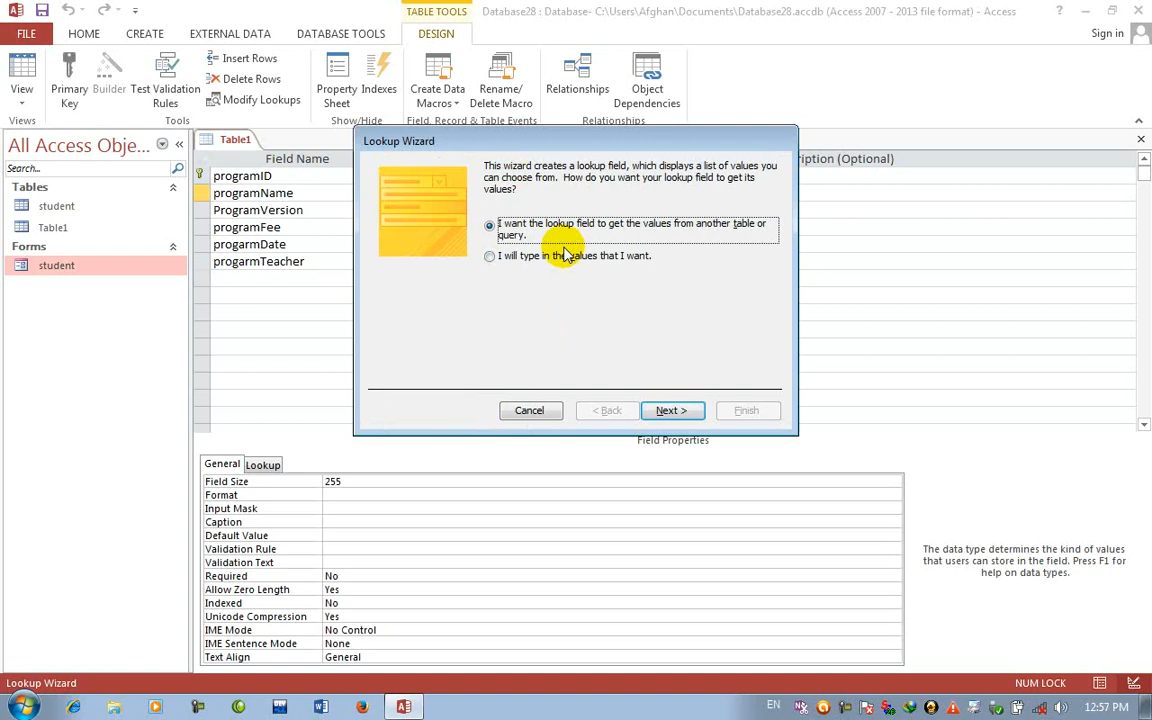 TABLE TOOLS
Database28 : Database- C:\Users\Afghan\Documents\Database28.accdb (Access 2007 - 2013 file format) - Access
FILE
HOME
CREATE
EXTERNAL DATA
DATABASE TOOLS
DESIGN
Sign in
View
Primary
Key
Builder
Test Validation
Rules
Insert Rows
Delete Rows
Modify Lookups
Property
Sheet
Indexes
Create Data
Macros
Rename/
Delete Macro
Relationships
Object
Dependencies
Views
Tools
Show/Hide
Field, Record & Table Events
Relationships
All Access Obje...
Search...
Tables
student
Table1
Forms
student
Table1
Field Name
ription (Optional)
programID
programName
ProgramVersion
programFee
progarmDate
progarmTeacher
Lookup Wizard
This wizard creates a lookup field, which displays a list of values you
can choose from. How do you want your lookup field to get its
values?
I want the lookup field to get the values from another table or
query.
I will type in the values that I want.
Cancel
< Back
Next >
Finish
Field Properties
General
Lookup
Field Size 255
Format
Input Mask
Caption
Default Value
Validation Rule
Validation Text
Required No
Allow Zero Length Yes
Indexed No
Unicode Compression Yes
IME Mode No Control
IME Sentence Mode None
Text Align General
The data type determines the kind of values
that users can store in the field. Press F1 for
help on data types.
Lookup Wizard
NUM LOCK
EN
12:57 PM